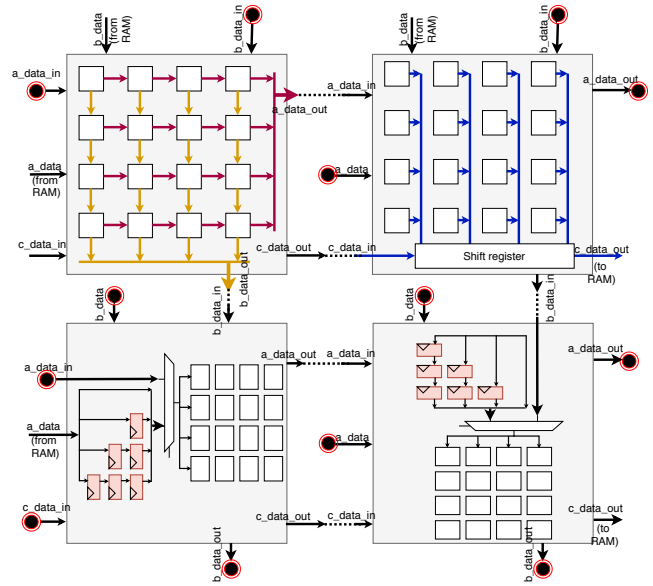 b_data
(from
RAM)
b_data_in
b_data
(from
RAM)
b_data_in
a_data_in
a_data_out
a_data_in
a_data_out
a_data
(from
RAM)
a_data
c_data_in
c_data_out
c_data_in
Shift register
c_data_out
(to
RAM)
b_data_out
b_data_in
b_data_in
b_data
b_data
a_data_in
a_data_out
a_data_in
a_data_out
a_data
(from
RAM)
a_data
c_data_in
c_data_out
c_data_in
c_data_out
(to
RAM)
b_data_out
b_data_out